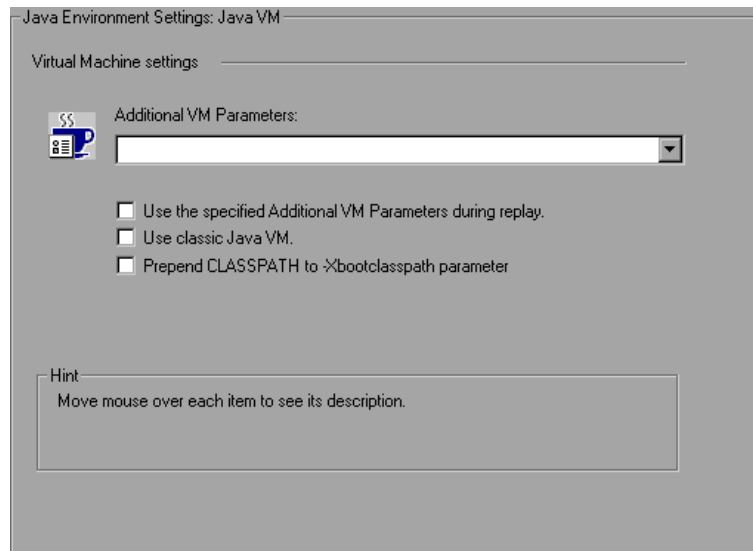 Java Environment Settings: Java VM
Virtual Machine settings
Additional VM Parameters:
Use the specified Additional VM Parameters during replay.
Use classic Java VM.
Prepend CLASSPATH to -Xbootclasspath parameter
Hint
Move mouse over each item to see its description.